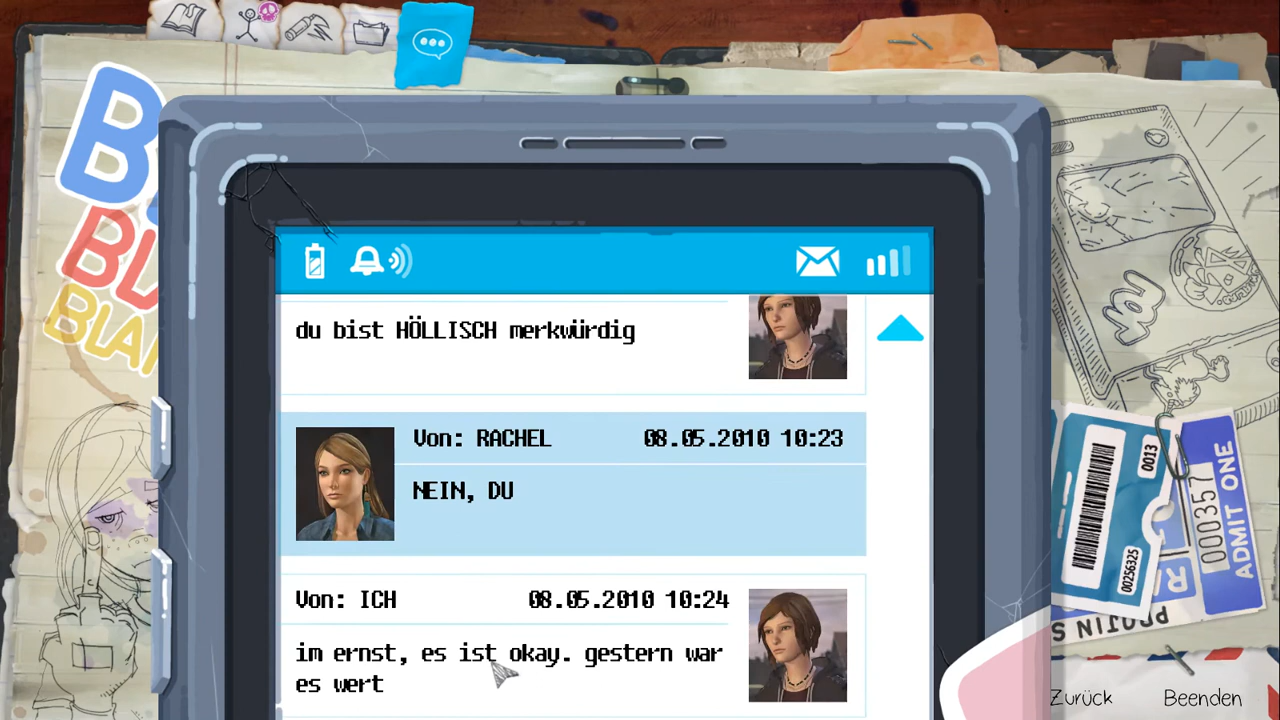 du bist HÖLLISCH merkwürdig
Von: RACHEL 08.05.2010 10:23
NEIN, DU
Von: ICH 08.05.2010 10:24
im ernst, es ist okay. gestern war
es wert
0013
00256325
000357
ADMIT ONE
Zurück Beenden